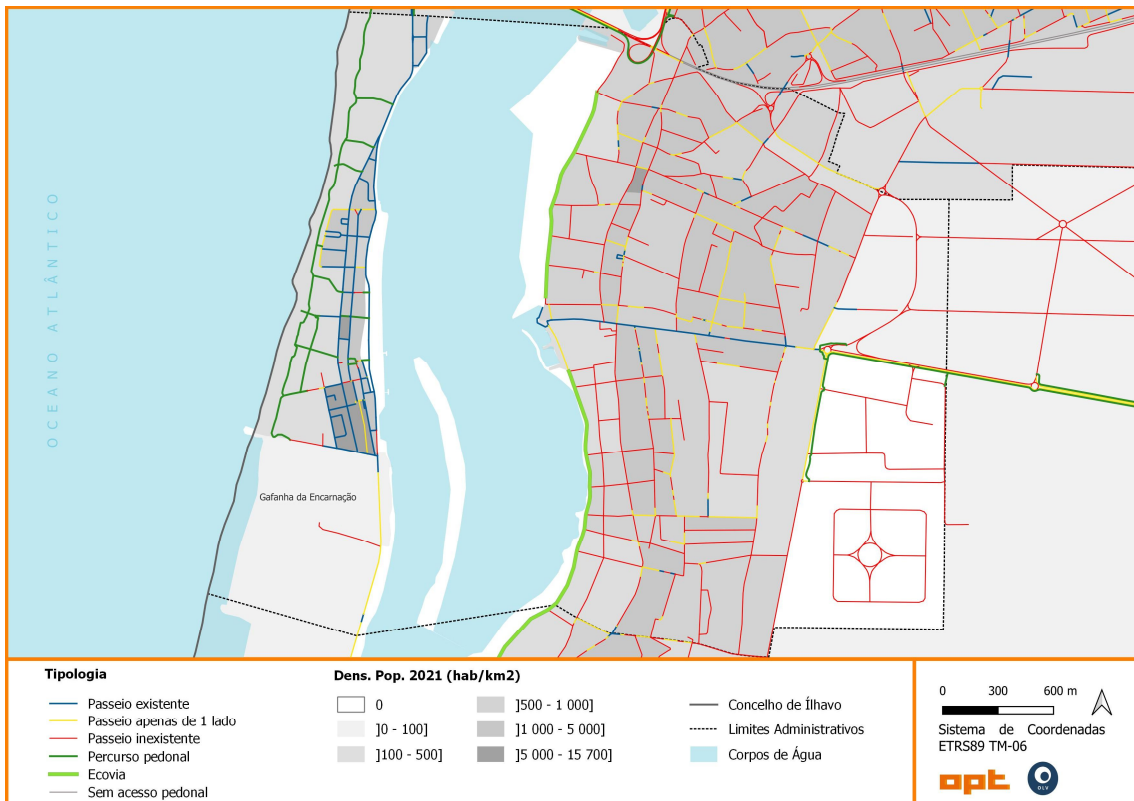 OCEANO ATLÂNTICO
Gafanha da Encarnação
Tipologia
Passeio existente
Passeio apenas de 1 lado
Passeio inexistente
Percurso pedonal
Ecovia
Sem acesso pedonal
Dens. Pop. 2021 (hab/km2)
0
]0 - 100]
]100 - 500]
]500 - 1 000]
]1 000 - 5 000]
]5 000 - 15 700]
Concelho de Ílhavo
Limites Administrativos
Corpos de Água
0 300 600 m
Sistema de Coordenadas
ETRS89 TM-06
opt
OLV